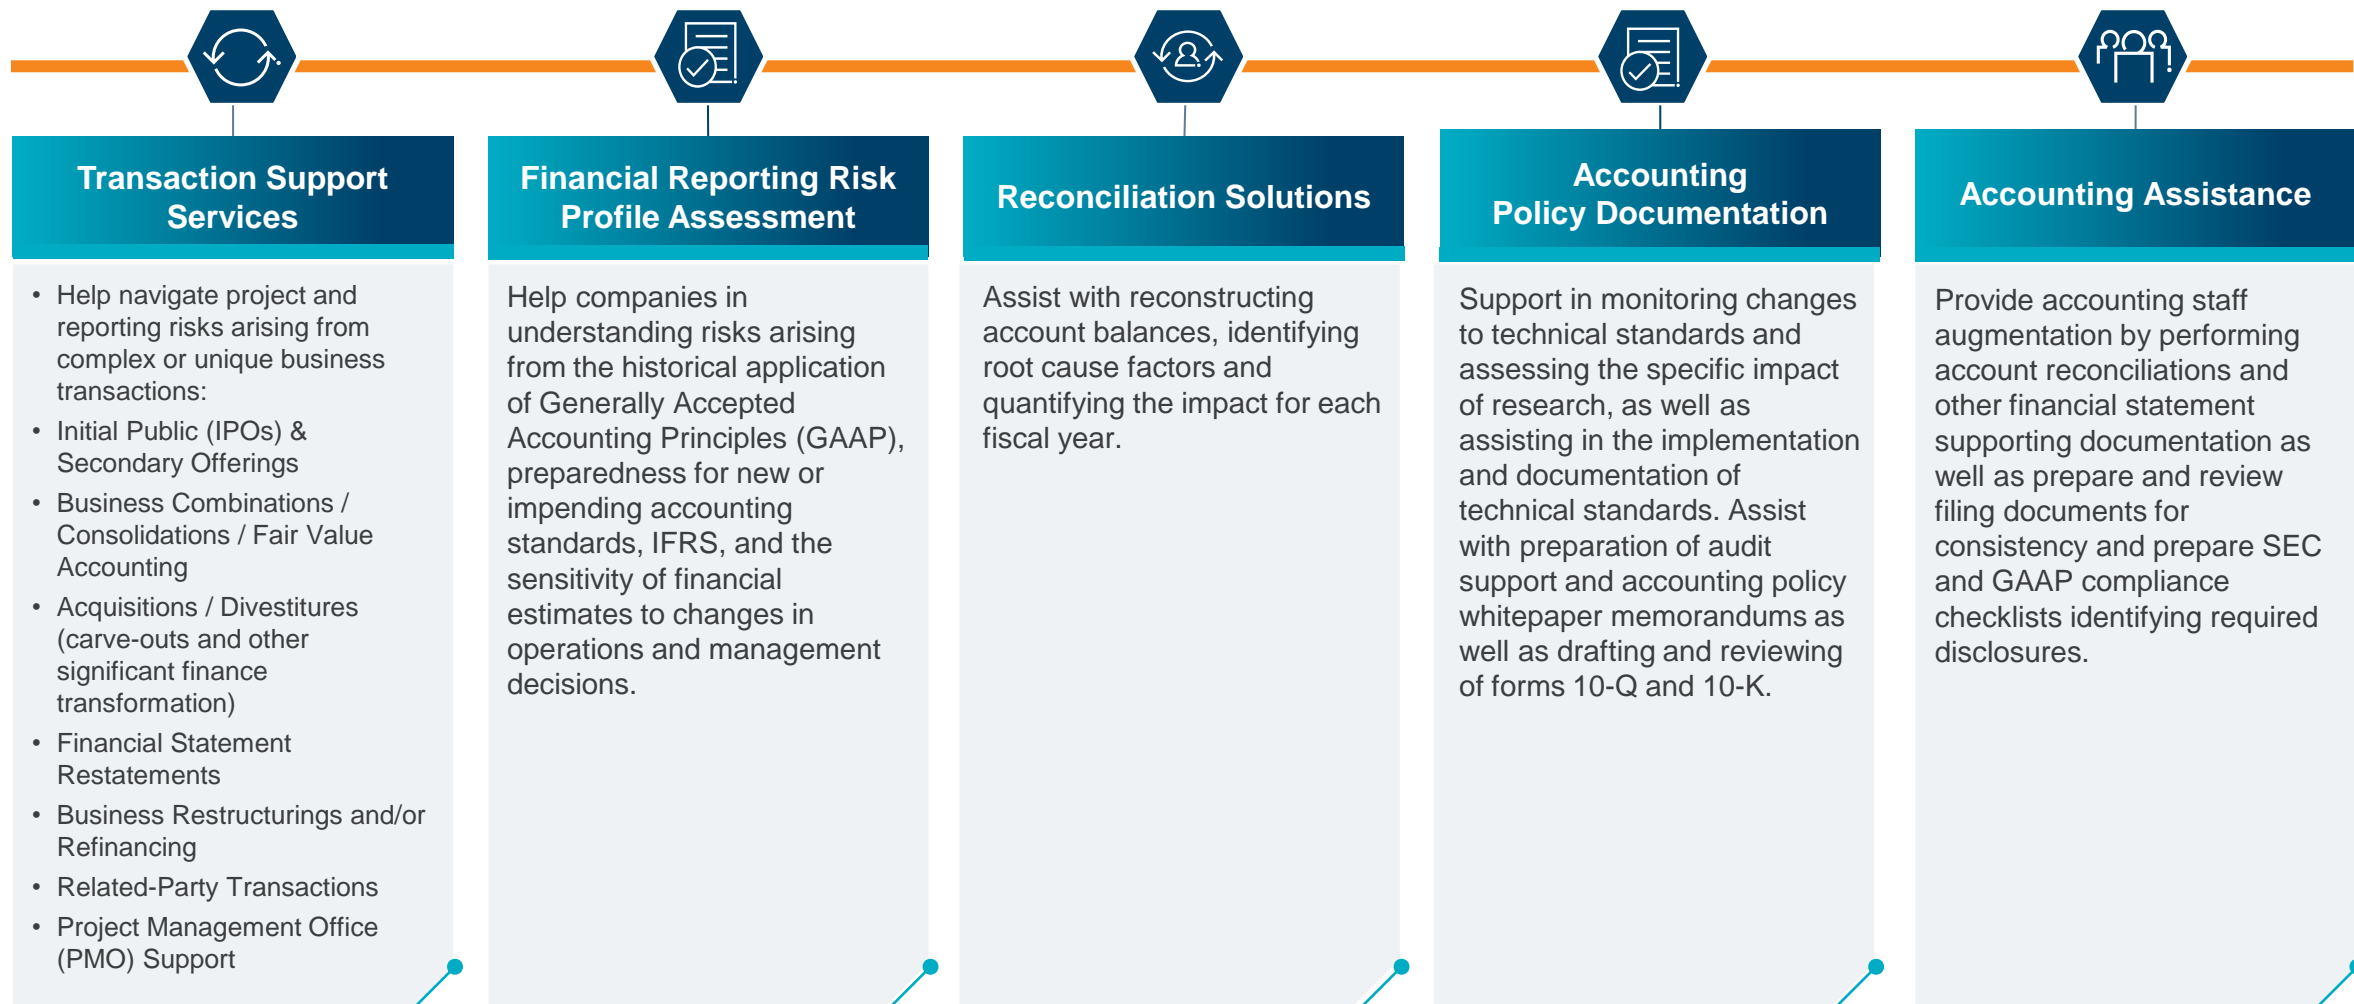 Transaction Support
Services
• Help navigate project and
reporting risks arising from
complex or unique business
transactions:
• Initial Public (IPOs) &
Secondary Offerings
• Business Combinations /
Consolidations / Fair Value
Accounting
• Acquisitions / Divestitures
(carve-outs and other
significant finance
transformation)
• Financial Statement
Restatements
• Business Restructurings and/or
Refinancing
• Related-Party Transactions
• Project Management Office
(PMO) Support
Financial Reporting Risk
Profile Assessment
Help companies in
understanding risks arising
from the historical application
of Generally Accepted
Accounting Principles (GAAP),
preparedness for new or
impending accounting
standards, IFRS, and the
sensitivity of financial
estimates to changes in
operations and management
decisions.
Reconciliation Solutions
Assist with reconstructing
account balances, identifying
root cause factors and
quantifying the impact for each
fiscal year.
Accounting
Policy Documentation
Support in monitoring changes
to technical standards and
assessing the specific impact
of research, as well as
assisting in the implementation
and documentation of
technical standards. Assist
with preparation of audit
support and accounting policy
whitepaper memorandums as
well as drafting and reviewing
of forms 10-Q and 10-K.
Accounting Assistance
Provide accounting staff
augmentation by performing
account reconciliations and
other financial statement
supporting documentation as
well as prepare and review
filing documents for
consistency and prepare SEC
and GAAP compliance
checklists identifying required
disclosures.